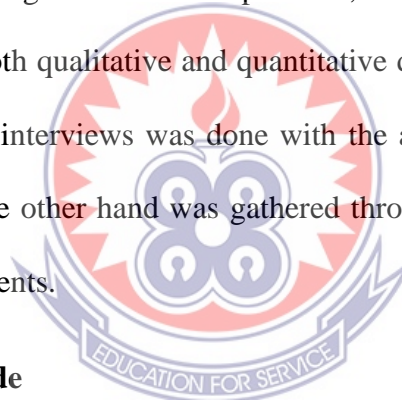 oth qualitative and quantitative
interviews was done with the
e other hand was gathered thro
ents.
EDUCATION FOR SERVICE
de